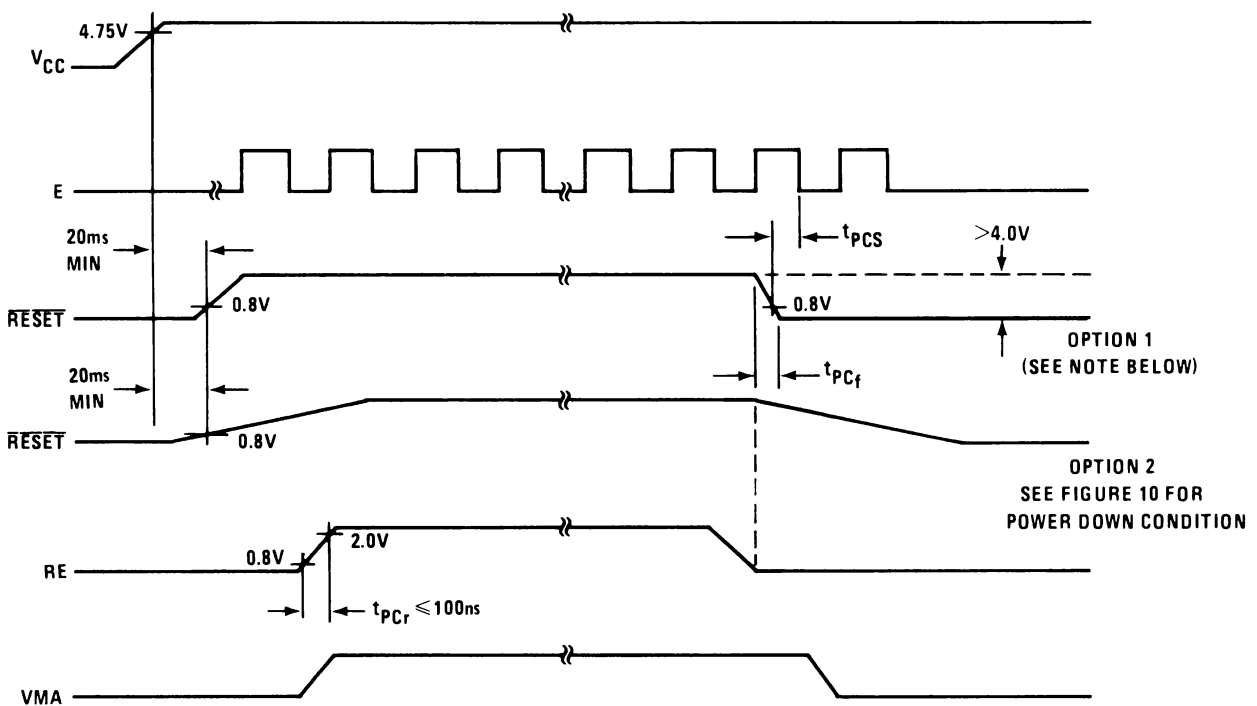 4.75V
VCC
E
20ms
MIN
tPCS
>4.0V
0.8V
0.8V
RESET
OPTION 1
(SEE NOTE BELOW)
20ms
MIN
tPCf
RESET
0.8V
OPTION 2
SEE FIGURE 10 FOR
POWER DOWN CONDITION
0.8V
2.0V
RE
tPCr ≤100ns
VMA